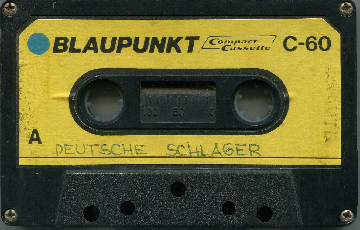 BLAUPUNKT Compact Cassette C-60
A
DEUTSCHE SCHLAGER